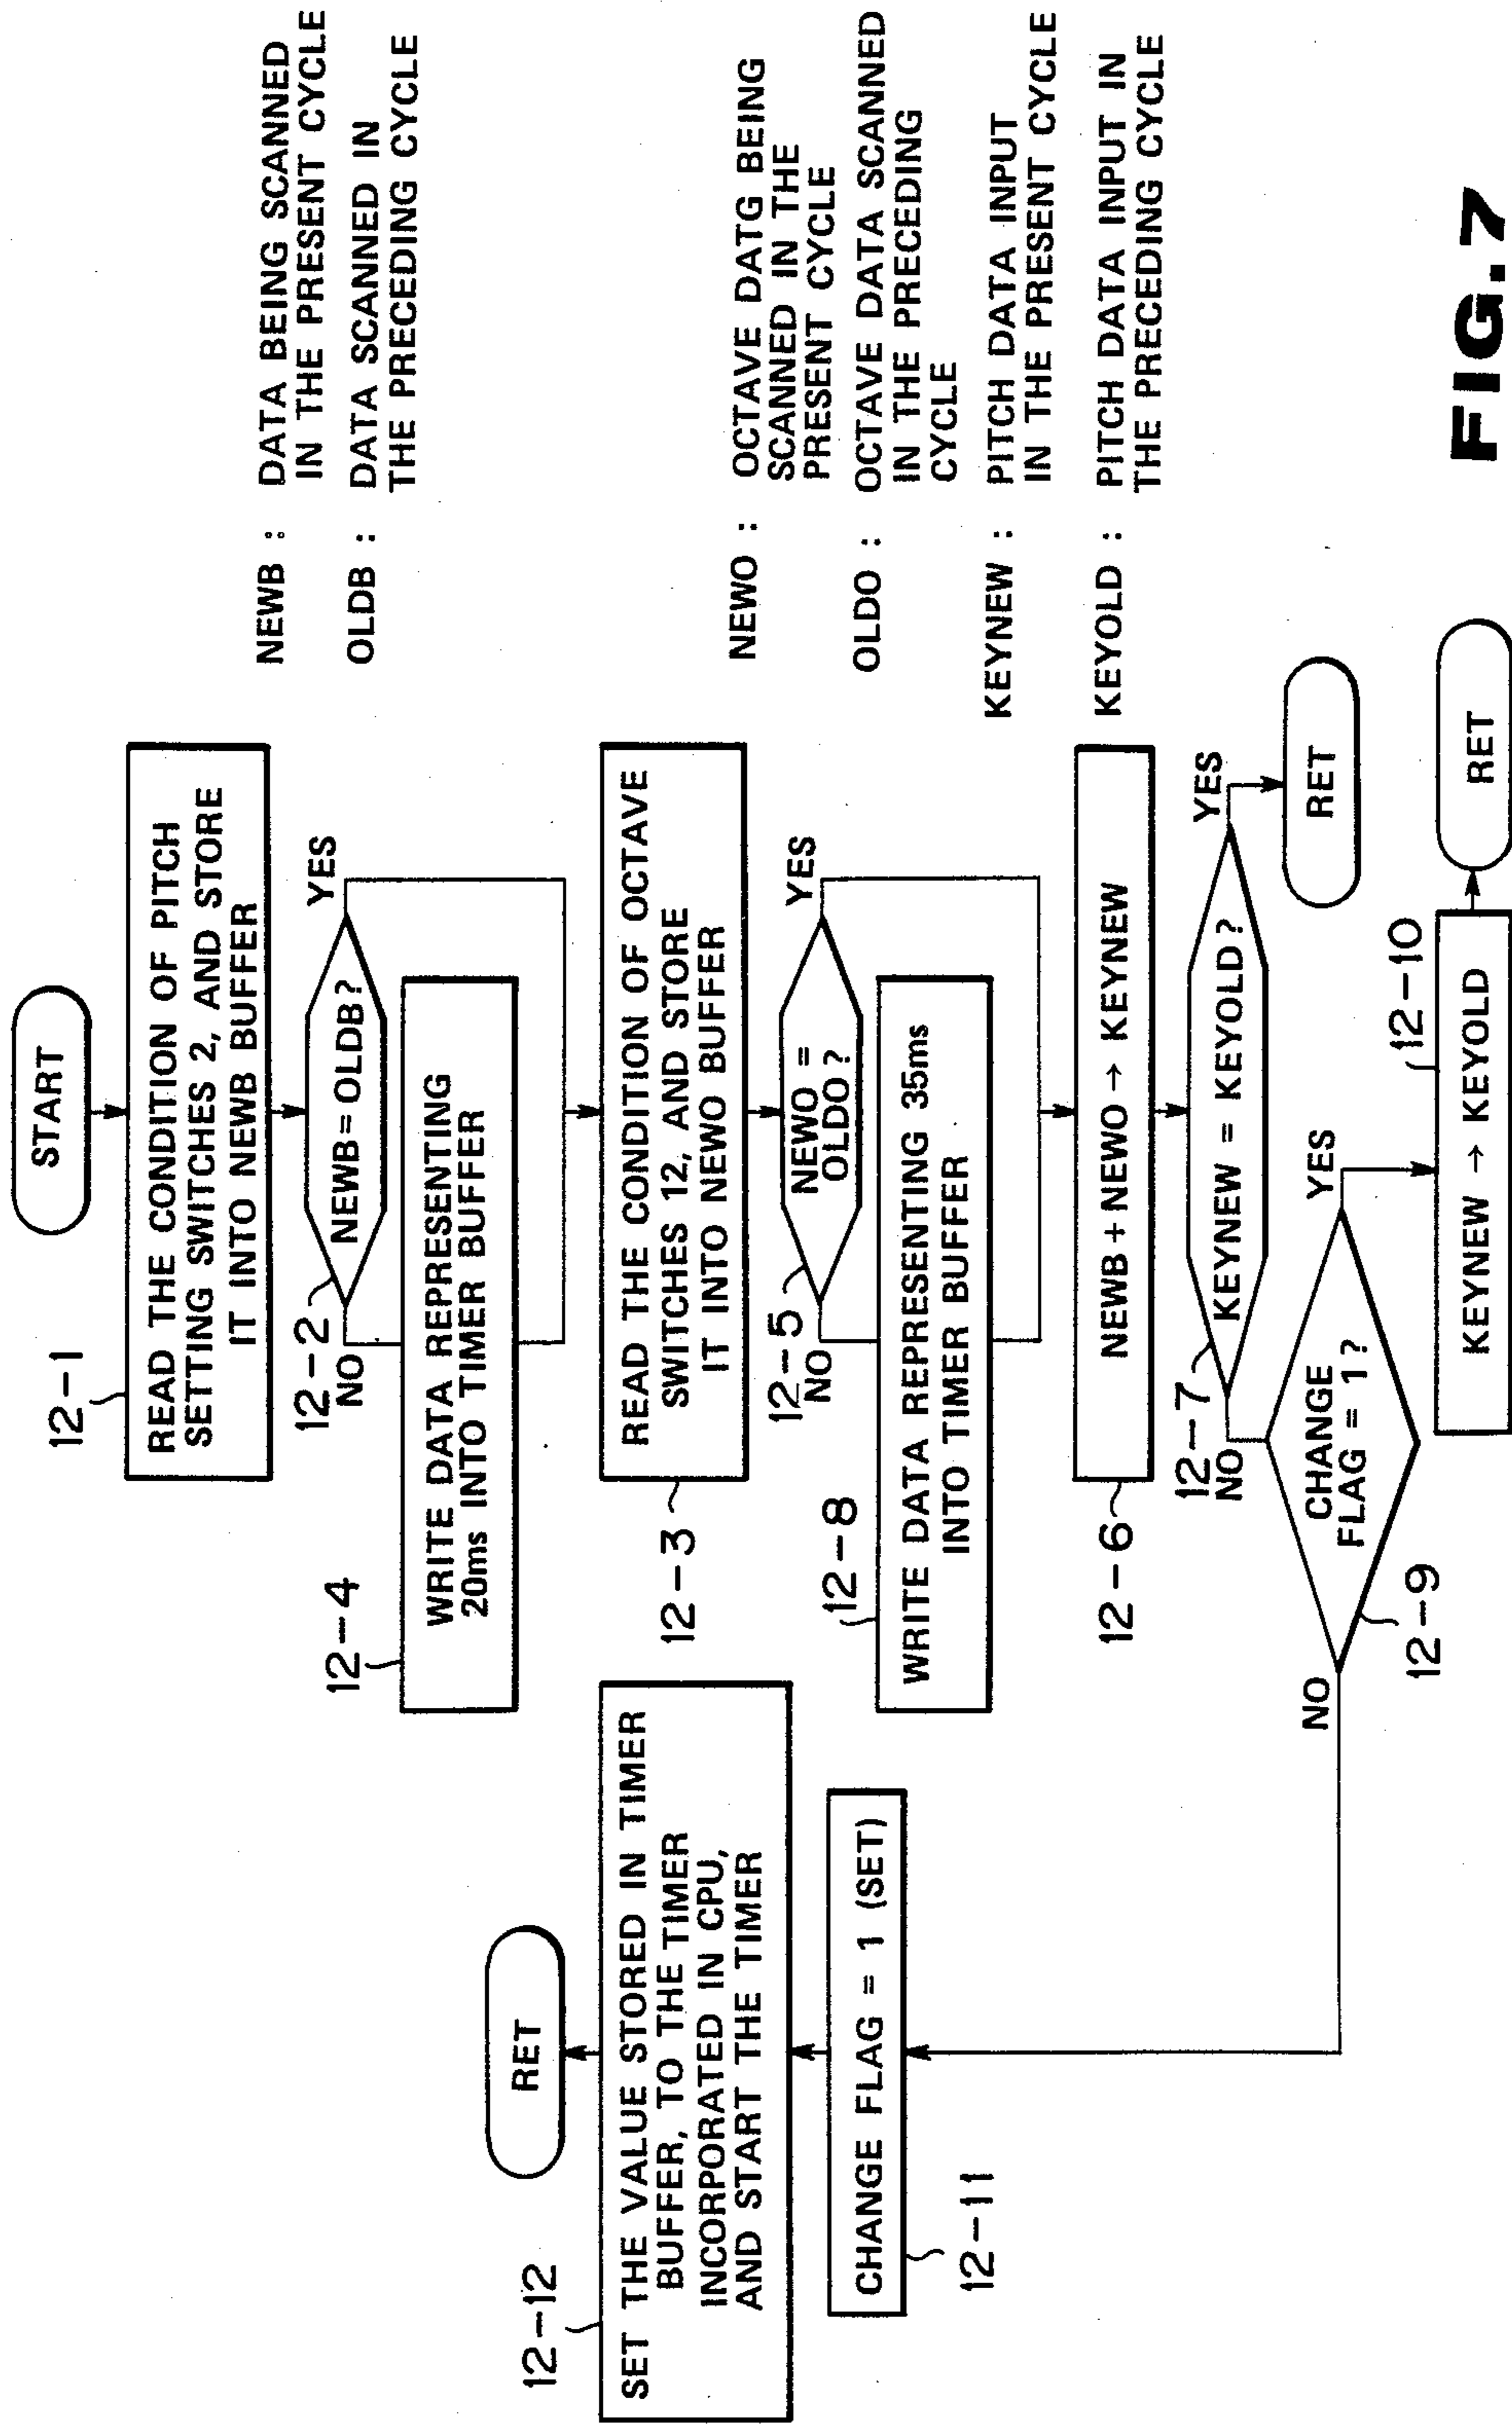 START
12-1
READ THE CONDITION OF PITCH
SETTING SWITCHES 2, AND STORE
IT INTO NEWB BUFFER
12-2
NEWB = OLDB?
YES
NO
12-4
WRITE DATA REPRESENTING
20ms INTO TIMER BUFFER
READ THE CONDITION OF OCTAVE
SWITCHES 12, AND STORE
IT INTO NEWO BUFFER
12-3
12-5
NEWO =
OLDO?
YES
NO
12-8
WRITE DATA REPRESENTING 35ms
INTO TIMER BUFFER
NEWB + NEWO → KEYNEW
12-6
12-7
KEYNEW = KEYOLD?
YES
NO
RET
CHANGE
FLAG = 1?
YES
NO
12-9
12-10
KEYNEW → KEYOLD
RET
RET
12-12
SET THE VALUE STORED IN TIMER
BUFFER, TO THE TIMER
INCORPORATED IN CPU,
AND START THE TIMER
CHANGE FLAG = 1 (SET)
12-11
NEWB : DATA BEING SCANNED
IN THE PRESENT CYCLE
OLDB : DATA SCANNED IN
THE PRECEDING CYCLE
NEWO : OCTAVE DATG BEING
SCANNED IN THE
PRESENT CYCLE
OLDO : OCTAVE DATA SCANNED
IN THE PRECEDING
CYCLE
KEYNEW : PITCH DATA INPUT
IN THE PRESENT CYCLE
KEYOLD : PITCH DATA INPUT IN
THE PRECEDING CYCLE
FIG.7